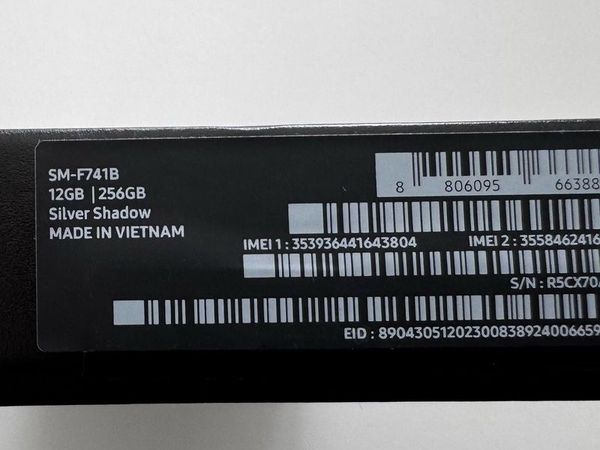 SM-F741B
12GB | 256GB
Silver Shadow
MADE IN VIETNAM
8 806095 66388
IMEI 1 : 353936441643804 IMEI 2 : 3558462416
S/N : R5CX70
EID : 89043051202300838924006659